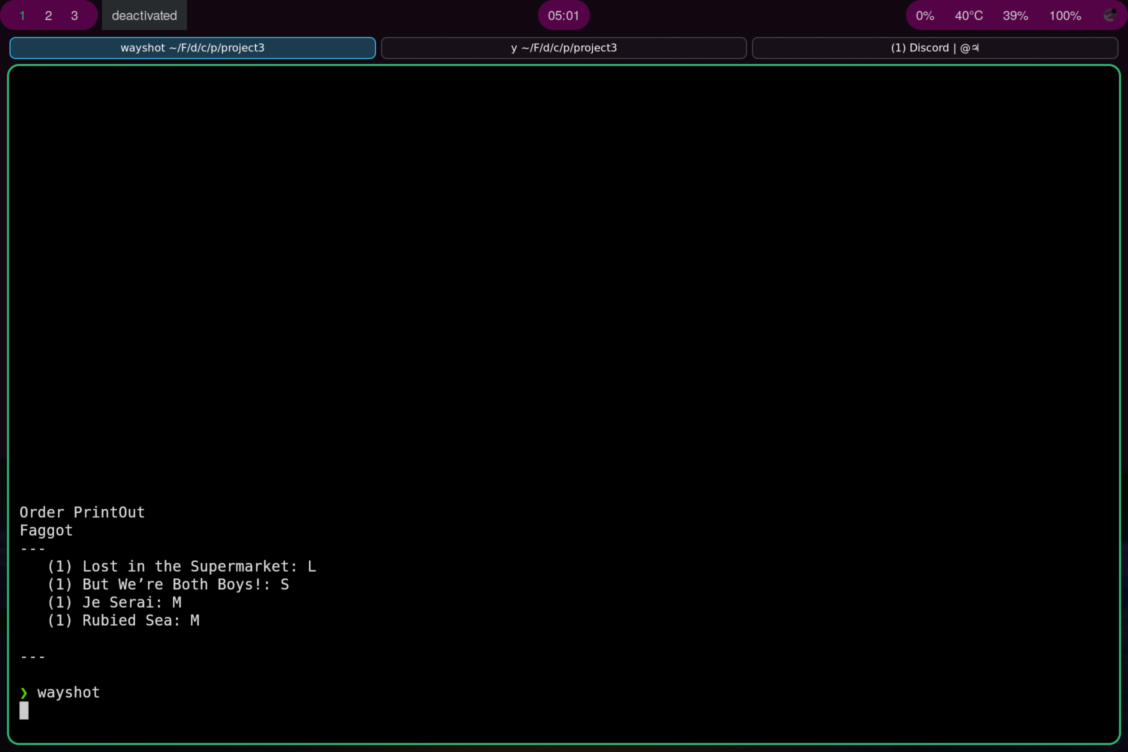 1 2 3 deactivated 05:01 0% 40°C 39% 100%
wayshot ~/F/d/c/p/project3 y ~/F/d/c/p/project3 (1) Discord | @♃
Order PrintOut
Faggot
---
(1) Lost in the Supermarket: L
(1) But We’re Both Boys!: S
(1) Je Serai: M
(1) Rubied Sea: M
---
❯ wayshot